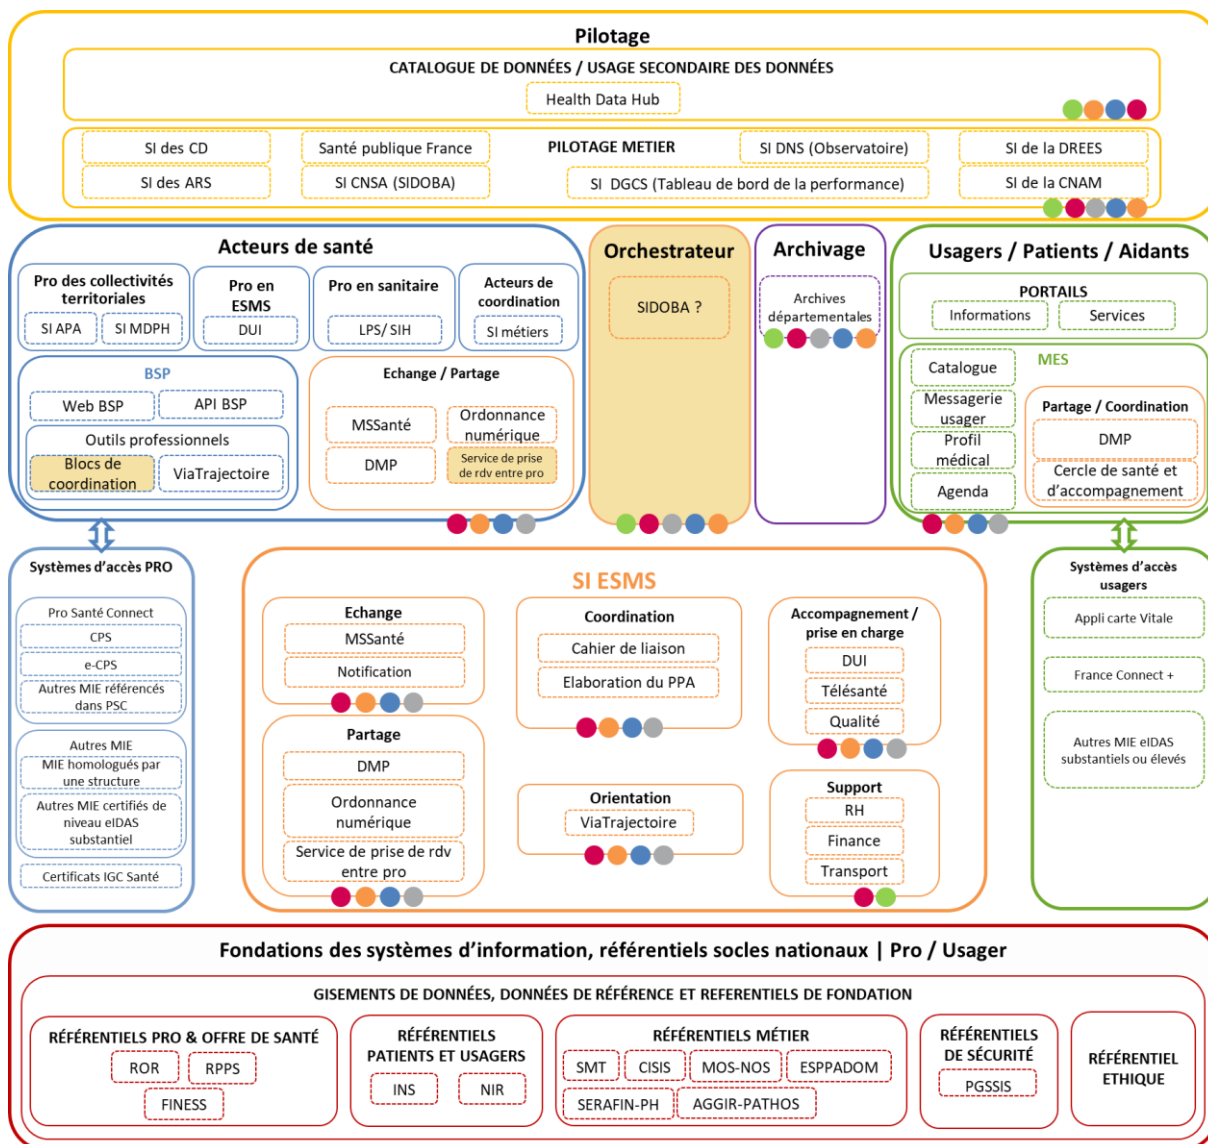 Pilotage
CATALOGUE DE DONNÉES / USAGE SECONDAIRE DES DONNÉES
Health Data Hub
SI des CD
Santé publique France
PILOTAGE METIER
SI DNS (Observatoire)
SI de la DREES
SI des ARS
SI CNSA (SIDOBA)
SI DGCS (Tableau de bord de la performance)
SI de la CNAM
Acteurs de santé
Pro des collectivités
territoriales
SI APA
SI MDPH
Pro en
ESMS
DUI
Pro en sanitaire
LPS/ SIH
Acteurs de
coordination
SI métiers
BSP
Web BSP
API BSP
Outils professionnels
Blocs de
coordination
ViaTrajectoire
Echange / Partage
MSSanté
Ordonnance
numérique
DMP
Service de prise
de rdv entre pro
Orchestrateur
SIDOBA ?
Archivage
Archives
départementales
Usagers / Patients / Aidants
PORTAILS
Informations
Services
MES
Catalogue
Messagerie
usager
Profil
médical
Agenda
Partage / Coordination
DMP
Cercle de santé et
d'accompagnement
Systèmes d'accès PRO
Pro Santé Connect
CPS
e-CPS
Autres MIE référencés
dans PSC
Autres MIE
MIE homologués par
une structure
Autres MIE certifiés de
niveau eIDAS
substantiel
Certificats IGC Santé
SI ESMS
Echange
MSSanté
Notification
Partage
DMP
Ordonnance
numérique
Service de prise de rdv
entre pro
Coordination
Cahier de liaison
Elaboration du PPA
Orientation
ViaTrajectoire
Accompagnement /
prise en charge
DUI
Télésanté
Qualité
Support
RH
Finance
Transport
Systèmes d'accès
usagers
Appli carte Vitale
France Connect +
Autres MIE eIDAS
substantiels ou élevés
Fondations des systèmes d'information, référentiels socles nationaux | Pro / Usager
GISEMENTS DE DONNÉES, DONNÉES DE RÉFÉRENCE ET REFERENTIELS DE FONDATION
RÉFÉRENTIELS PRO & OFFRE DE SANTÉ
ROR
RPPS
FINESS
RÉFÉRENTIELS
PATIENTS ET USAGERS
INS
NIR
RÉFÉRENTIELS MÉTIER
SMT
CISIS
MOS-NOS
ESPPADOM
SERAFIN-PH
AGGIR-PATHOS
RÉFÉRENTIELS
DE SÉCURITÉ
PGSSIS
RÉFÉRENTIEL
ETHIQUE